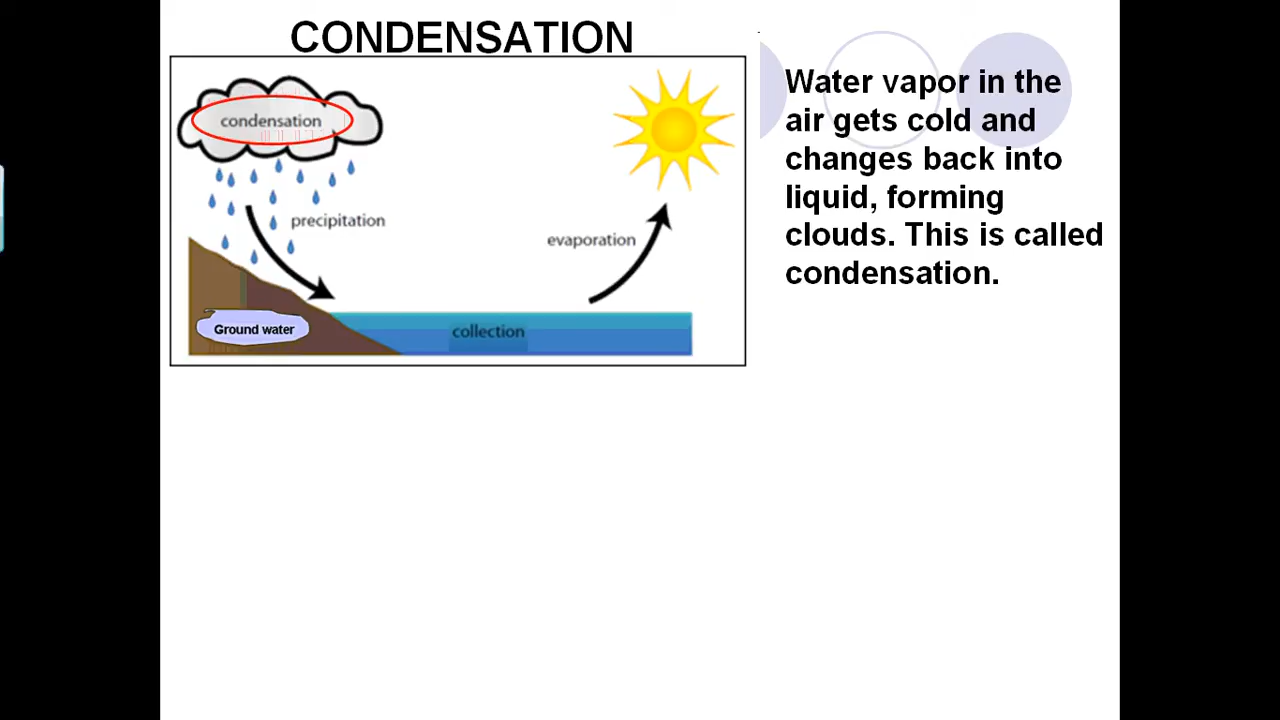 CONDENSATION
condensation
precipitation
evaporation
Ground water
collection
Water vapor in the
air gets cold and
changes back into
liquid, forming
clouds. This is called
condensation.